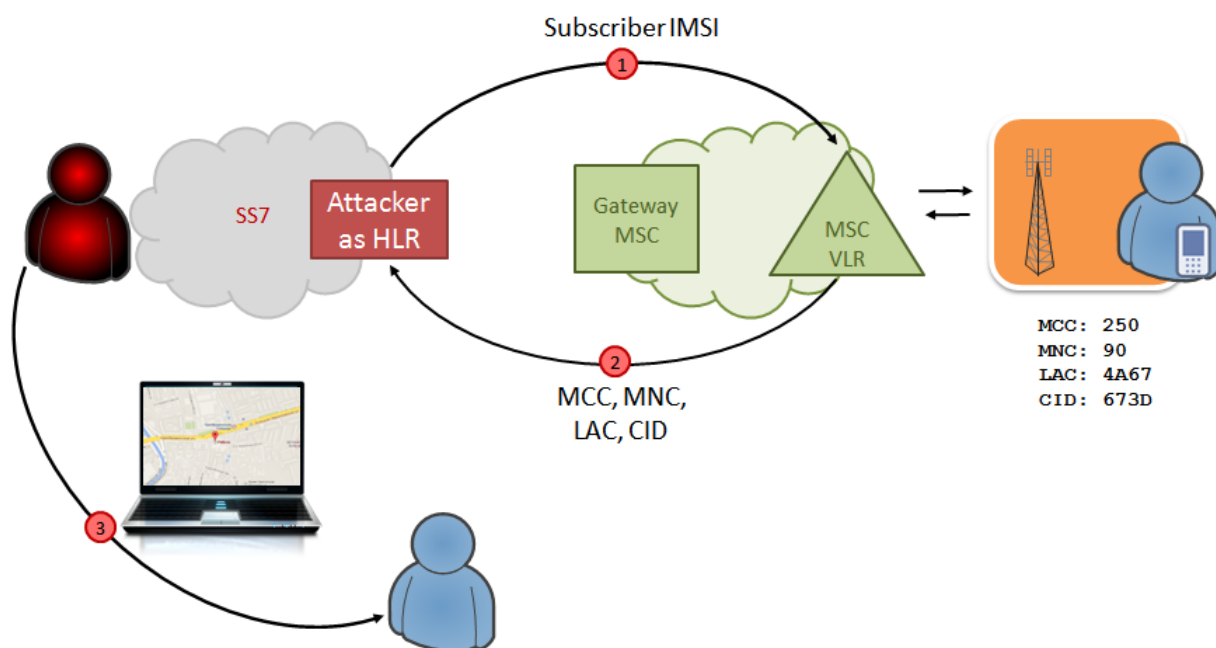 Subscriber IMSI
1
SS7
Attacker
as HLR
Gateway
MSC
MSC
VLR
2
MCC, MNC,
LAC, CID
MCC: 250
MNC: 90
LAC: 4A67
CID: 673D
3